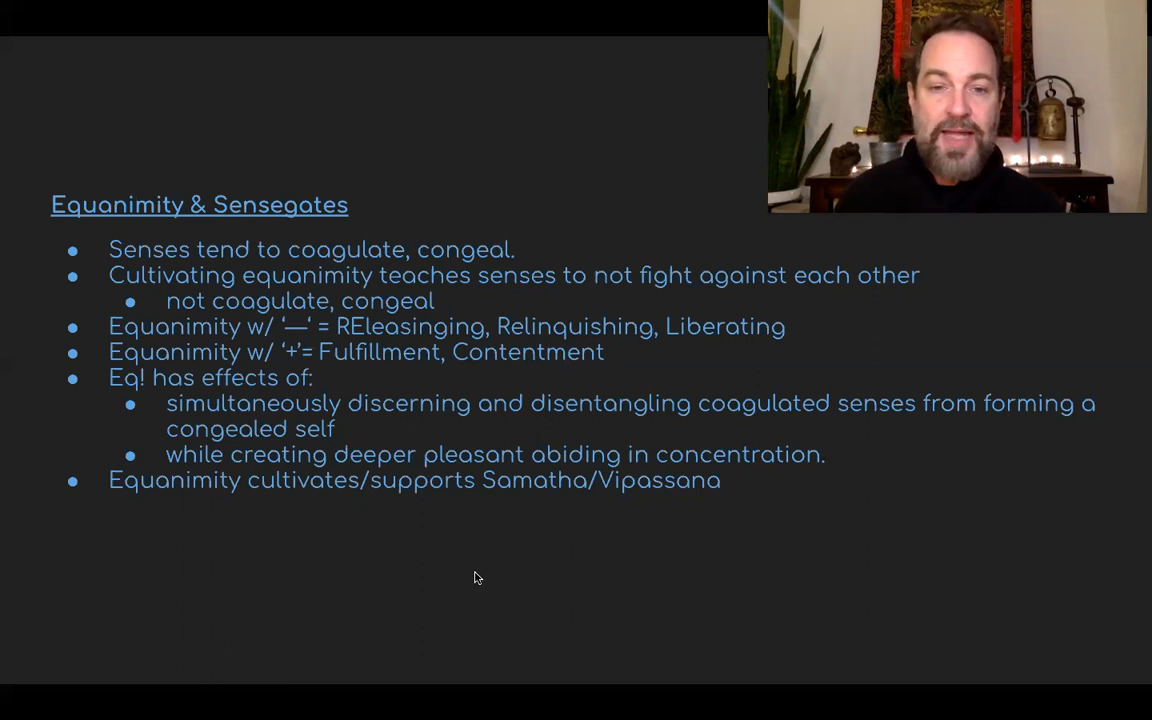 Equanimity & Sensegates
● Senses tend to coagulate, congeal.
● Cultivating equanimity teaches senses to not fight against each other
● not coagulate, congeal
● Equanimity w/ ‘—‘ = REleasinging, Relinquishing, Liberating
● Equanimity w/ ‘+’= Fulfillment, Contentment
● Eq! has effects of:
● simultaneously discerning and disentangling coagulated senses from forming a
congealed self
● while creating deeper pleasant abiding in concentration.
● Equanimity cultivates/supports Samatha/Vipassana